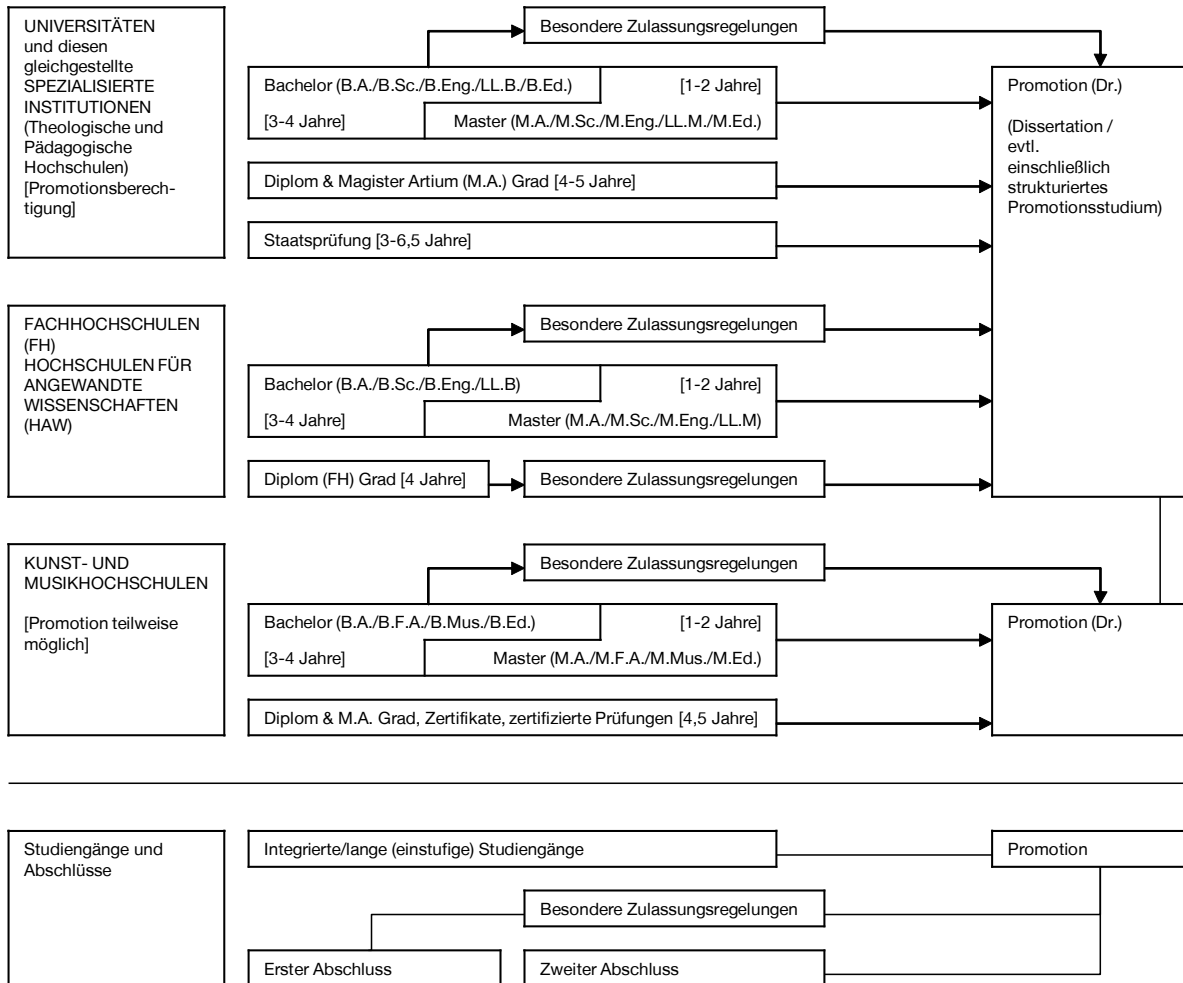 UNIVERSITÄTEN
und diesen
gleichgestellte
SPEZIALISIERTE
INSTITUTIONEN
(Theologische und
Pädagogische
Hochschulen)
[Promotionsberech-
tigung]
Besondere Zulassungsregelungen
Bachelor (B.A./B.Sc./B.Eng./LL.B./B.Ed.)
[1-2 Jahre]
[3-4 Jahre]
Master (M.A./M.Sc./M.Eng./LL.M./M.Ed.)
Diplom & Magister Artium (M.A.) Grad [4-5 Jahre]
Staatsprüfung [3-6,5 Jahre]
Promotion (Dr.)
(Dissertation /
evtl.
einschließlich
strukturiertes
Promotionsstudium)
FACHHOCHSCHULEN
(FH)
HOCHSCHULEN FÜR
ANGEWANDTE
WISSENSCHAFTEN
(HAW)
Besondere Zulassungsregelungen
Bachelor (B.A./B.Sc./B.Eng./LL.B)
[1-2 Jahre]
[3-4 Jahre]
Master (M.A./M.Sc./M.Eng./LL.M)
Diplom (FH) Grad [4 Jahre]
Besondere Zulassungsregelungen
KUNST- UND
MUSIKHOCHSCHULEN
[Promotion teilweise
möglich]
Besondere Zulassungsregelungen
Bachelor (B.A./B.F.A./B.Mus./B.Ed.)
[1-2 Jahre]
[3-4 Jahre]
Master (M.A./M.F.A./M.Mus./M.Ed.)
Diplom & M.A. Grad, Zertifikate, zertifizierte Prüfungen [4,5 Jahre]
Promotion (Dr.)
Studiengänge und
Abschlüsse
Integrierte/lange (einstufige) Studiengänge
Promotion
Besondere Zulassungsregelungen
Erster Abschluss
Zweiter Abschluss